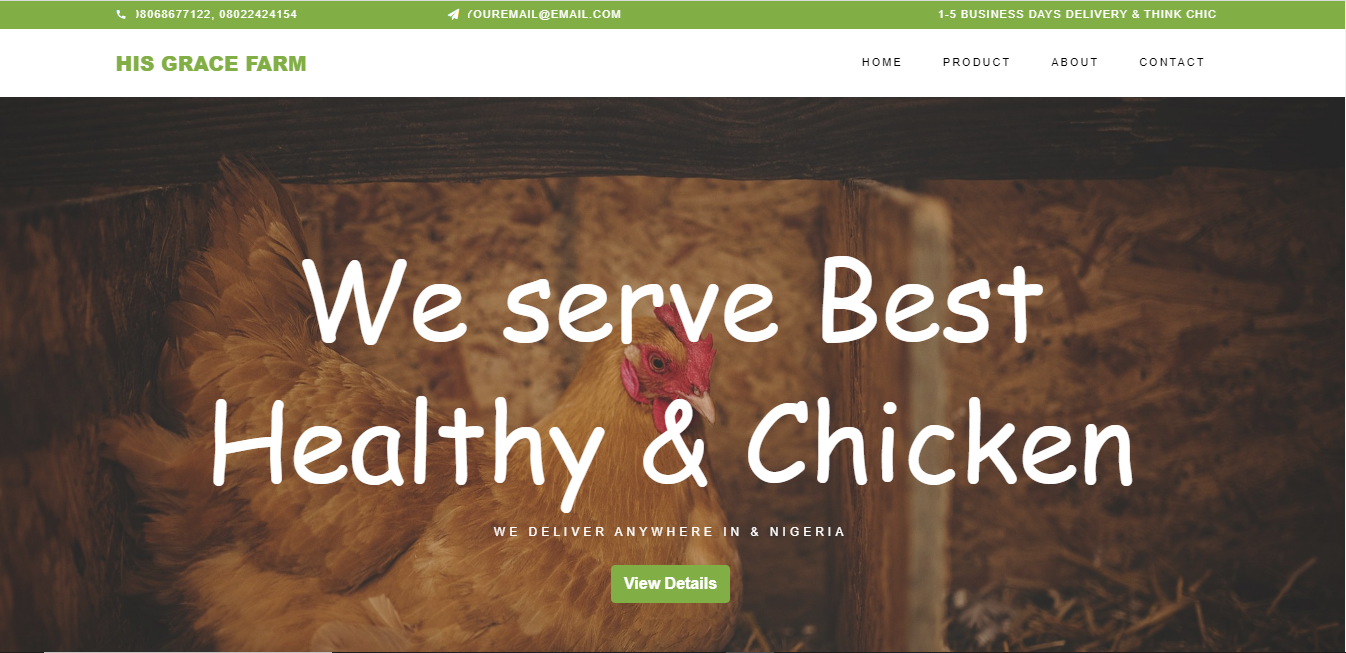 08068677122, 08022424154
YOUREMAIL@EMAIL.COM
1-5 BUSINESS DAYS DELIVERY & THINK CHIC
HIS GRACE FARM
HOME PRODUCT ABOUT CONTACT
We serve Best
Healthy & Chicken
WE DELIVER ANYWHERE IN & NIGERIA
View Details